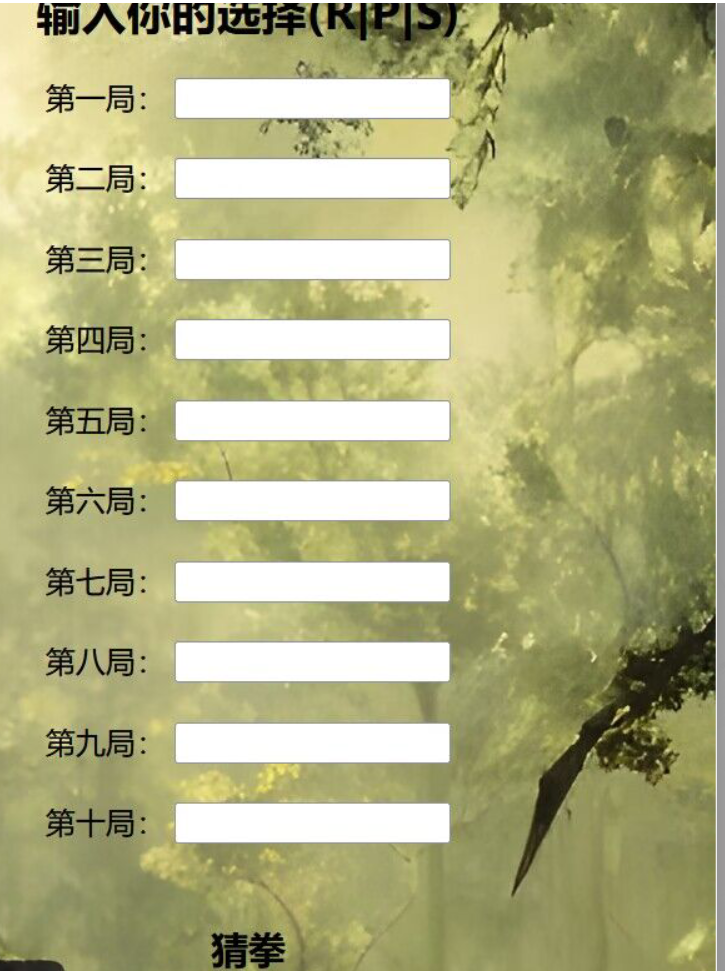 输入你的选择(R|P|S)
第一局：
第二局：
第三局：
第四局：
第五局：
第六局：
第七局：
第八局：
第九局：
第十局：
猜拳